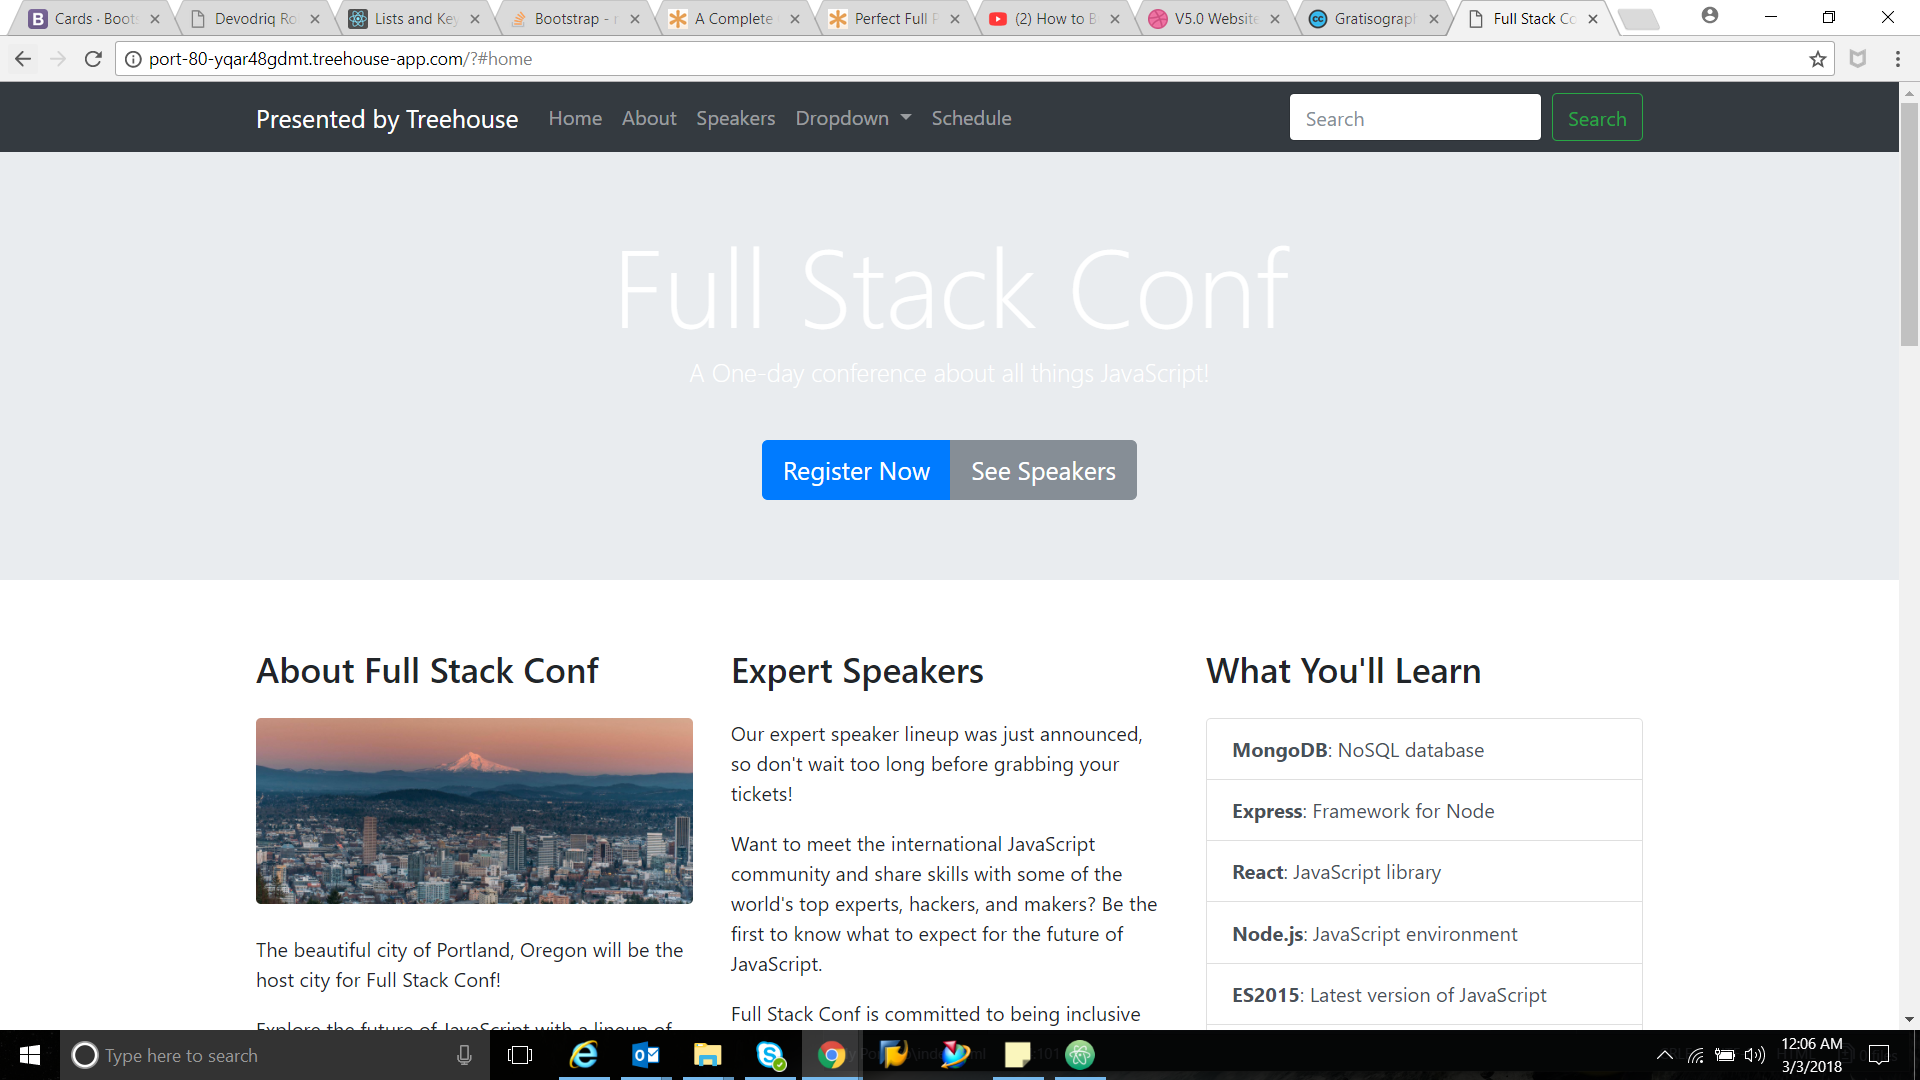 Cards · Boots
Devodriq Ro
Lists and Key
Bootstrap - r
A Complete
Perfect Full P
(2) How to B
V5.0 Website
Gratisograph
Full Stack Co
port-80-yqar48gdmt.treehouse-app.com/?#home
Presented by Treehouse
Home
About
Speakers
Dropdown
Schedule
Search
Search
Full Stack Conf
A One-day conference about all things JavaScript!
Register Now
See Speakers
About Full Stack Conf
The beautiful city of Portland, Oregon will be the
host city for Full Stack Conf!
Explore the future of JavaScript with a lineup of
Expert Speakers
Our expert speaker lineup was just announced,
so don't wait too long before grabbing your
tickets!
Want to meet the international JavaScript
community and share skills with some of the
world's top experts, hackers, and makers? Be the
first to know what to expect for the future of
JavaScript.
Full Stack Conf is committed to being inclusive
What You'll Learn
MongoDB: NoSQL database
Express: Framework for Node
React: JavaScript library
Node.js: JavaScript environment
ES2015: Latest version of JavaScript
Type here to search
12:06 AM
3/3/2018